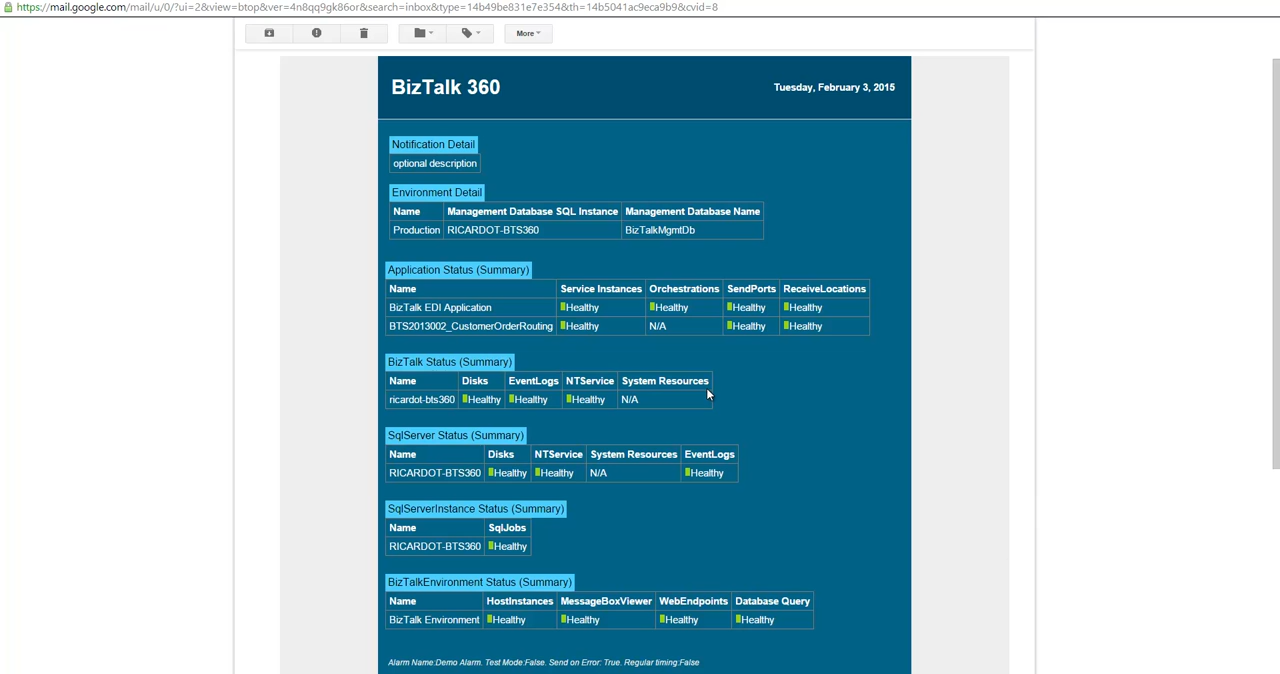 https://mail.google.com/mail/u/0/?ui=2&view=btop&ver=4n8qq9gk86or&search=inbox&type=14b49be831e7e354&th=14b5041ac9eca9b9&cvid=8
More
BizTalk 360 Tuesday, February 3, 2015
Notification Detail
optional description
Environment Detail
Name Management Database SQL Instance Management Database Name
Production RICARDOT-BTS360 BizTalkMgmtDb
Application Status (Summary)
Name Service Instances Orchestrations SendPorts ReceiveLocations
BizTalk EDI Application Healthy Healthy Healthy Healthy
BTS2013002_CustomerOrderRouting Healthy N/A Healthy Healthy
BizTalk Status (Summary)
Name Disks EventLogs NTService System Resources
ricardot-bts360 Healthy Healthy Healthy N/A
SqlServer Status (Summary)
Name Disks NTService System Resources EventLogs
RICARDOT-BTS360 Healthy Healthy N/A Healthy
SqlServerInstance Status (Summary)
Name SqlJobs
RICARDOT-BTS360 Healthy
BizTalkEnvironment Status (Summary)
Name HostInstances MessageBoxViewer WebEndpoints Database Query
BizTalk Environment Healthy Healthy Healthy Healthy
Alarm Name:Demo Alarm. Test Mode:False. Send on Error: True. Regular timing:False